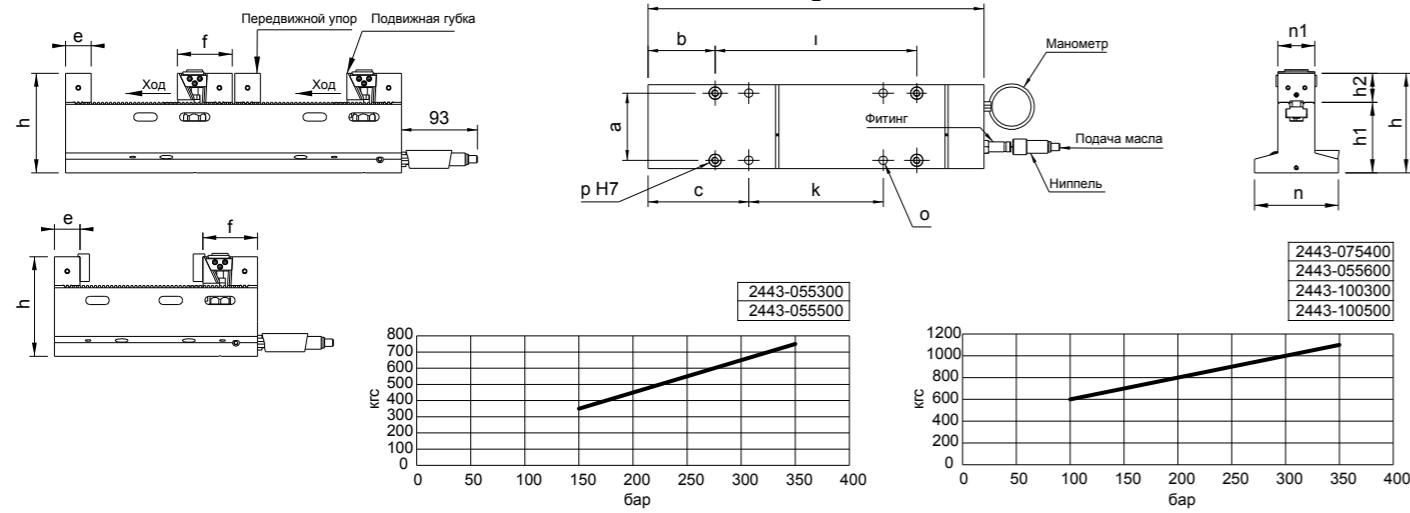 Передвижной упор
Подвижная губка
e
f
Ход
Ход
h
93
b
ı
a
Манометр
Фитинг
Подача масла
Ниппель
p H7
c
k
o
n1
h2
h1
h
n
e
f
h
2443-055300
2443-055500
800
700
600
500
400
300
200
100
0
кгс
0 50 100 150 200 250 300 350 400
бар
2443-075400
2443-055600
2443-100300
2443-100500
1200
1000
800
600
400
200
0
кгс
0 50 100 150 200 250 300 350 400
бар